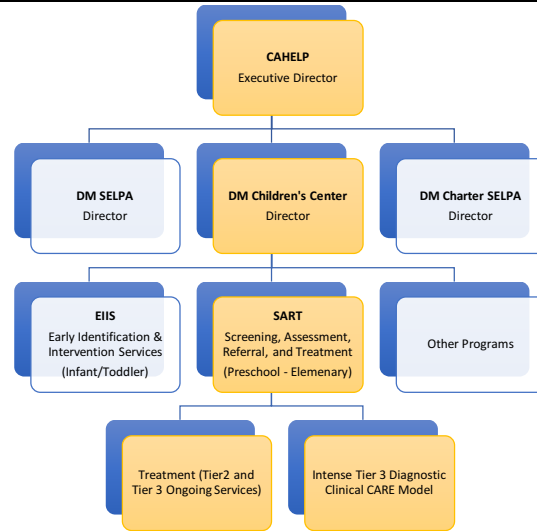 CAHELP
Executive Director
DM SELPA
Director
DM Children's Center
Director
DM Charter SELPA
Director
EIIS
Early Identification &
Intervention Services
(Infant/Toddler)
SART
Screening, Assessment,
Referral, and Treatment
(Preschool - Elemenary)
Other Programs
Treatment (Tier2 and
Tier 3 Ongoing Services)
Intense Tier 3 Diagnostic
Clinical CARE Model